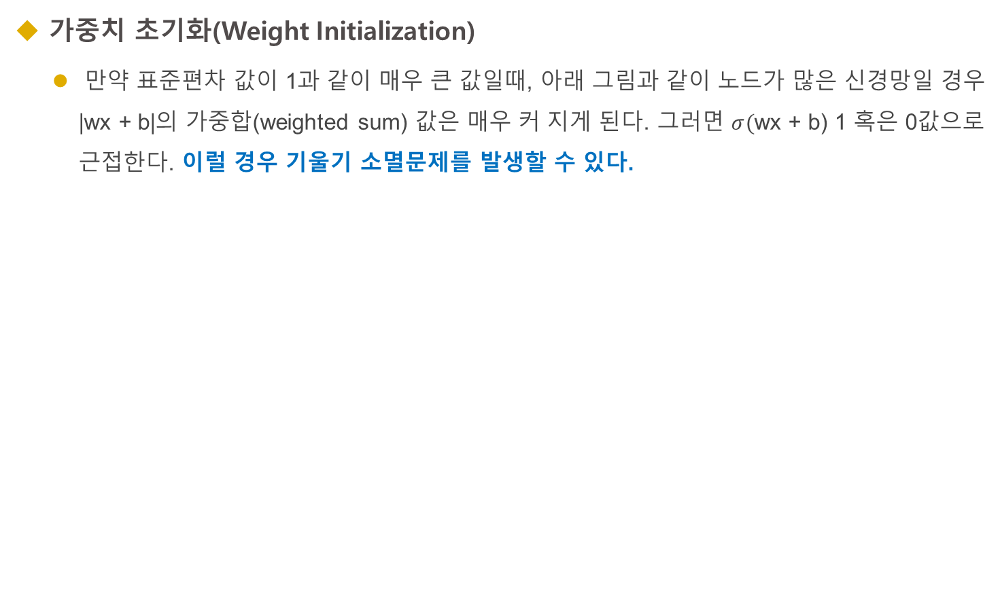 가중치 초기화(Weight Initialization)
만약 표준편차 값이 1과 같이 매우 큰 값일때, 아래 그림과 같이 노드가 많은 신경망일 경우
|wx + b|의 가중합(weighted sum) 값은 매우 커 지게 된다. 그러면 𝜎(wx + b) 1 혹은 0값으로
근접한다. 이럴 경우 기울기 소멸문제를 발생할 수 있다.